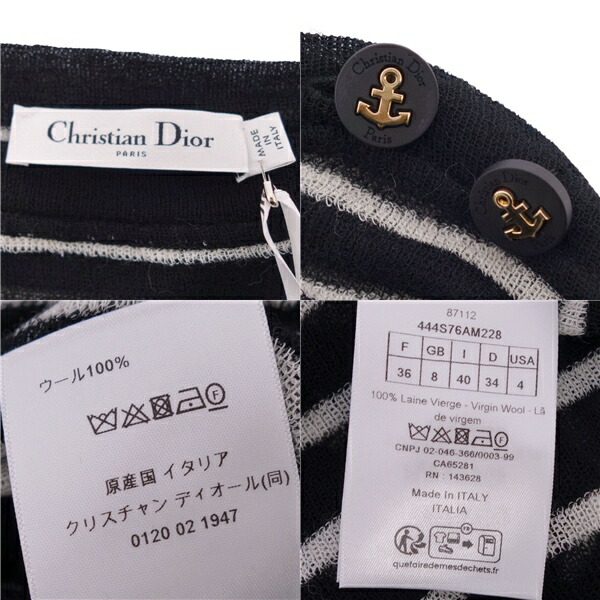 Christian Dior
PARIS
MADE
IN
ITALY
Christian Dior
Paris
Christian Dior
ウール100%
原産国 イタリア
クリスチャン ディオール(同)
0120 02 1947
87112
444S76AM228
F GB I D USA
36 8 40 34 4
100% Laine Vierge - Virgin Wool - Lã
de virgem
CNPJ 02-046-366/0003-99
CA65281
RN : 143628
Made In ITALY
ITALIA
FR
quefairedemesdechets.fr